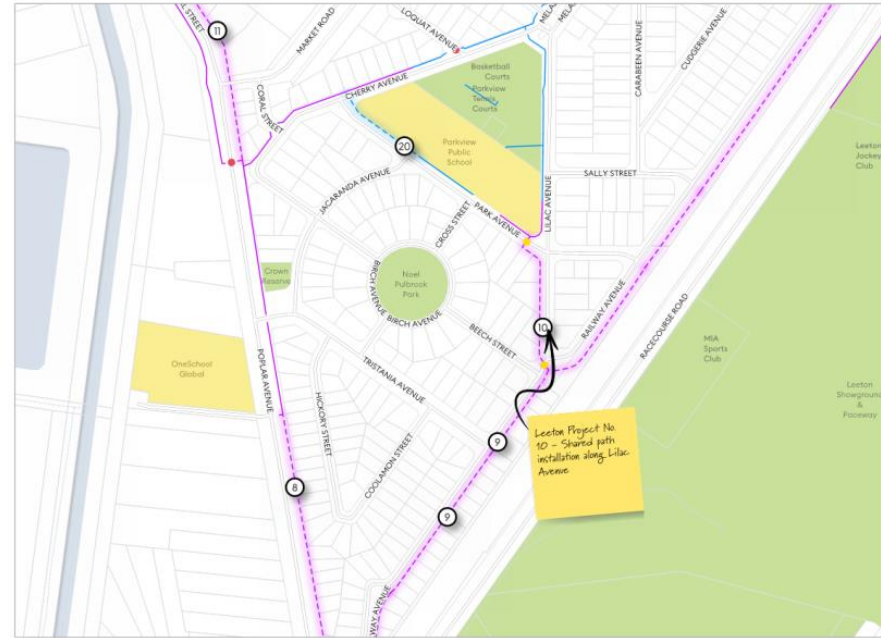 11
LOQUAT AVENUE
MARKET ROAD
CHERRY AVENUE
CORAL STREET
Basketball
Courts
Parkview
Tennis
Courts
CARABEEN AVENUE
CUDGERIE AVENUE
20
Parkview
Public
School
Leeton
Jockey
Club
SALLY STREET
JACARANDA AVENUE
CROSS STREET
PARK AVENUE
LILAC AVENUE
Crown
Reserve
BIRCH AVENUE
Noel
Pulbrook
Park
BIRCH AVENUE
BEECH STREET
10
RAILWAY AVENUE
RACECOURSE ROAD
MIA
Sports
Club
OneSchool
Global
POPLAR AVENUE
TRISTANIA AVENUE
HICKORY STREET
COOLAMON STREET
Leeton
Showground
&
Paceway
9
Leeton Project No.
10 - Shared path
installation along Lilac
Avenue
8
9
WAY AVENUE